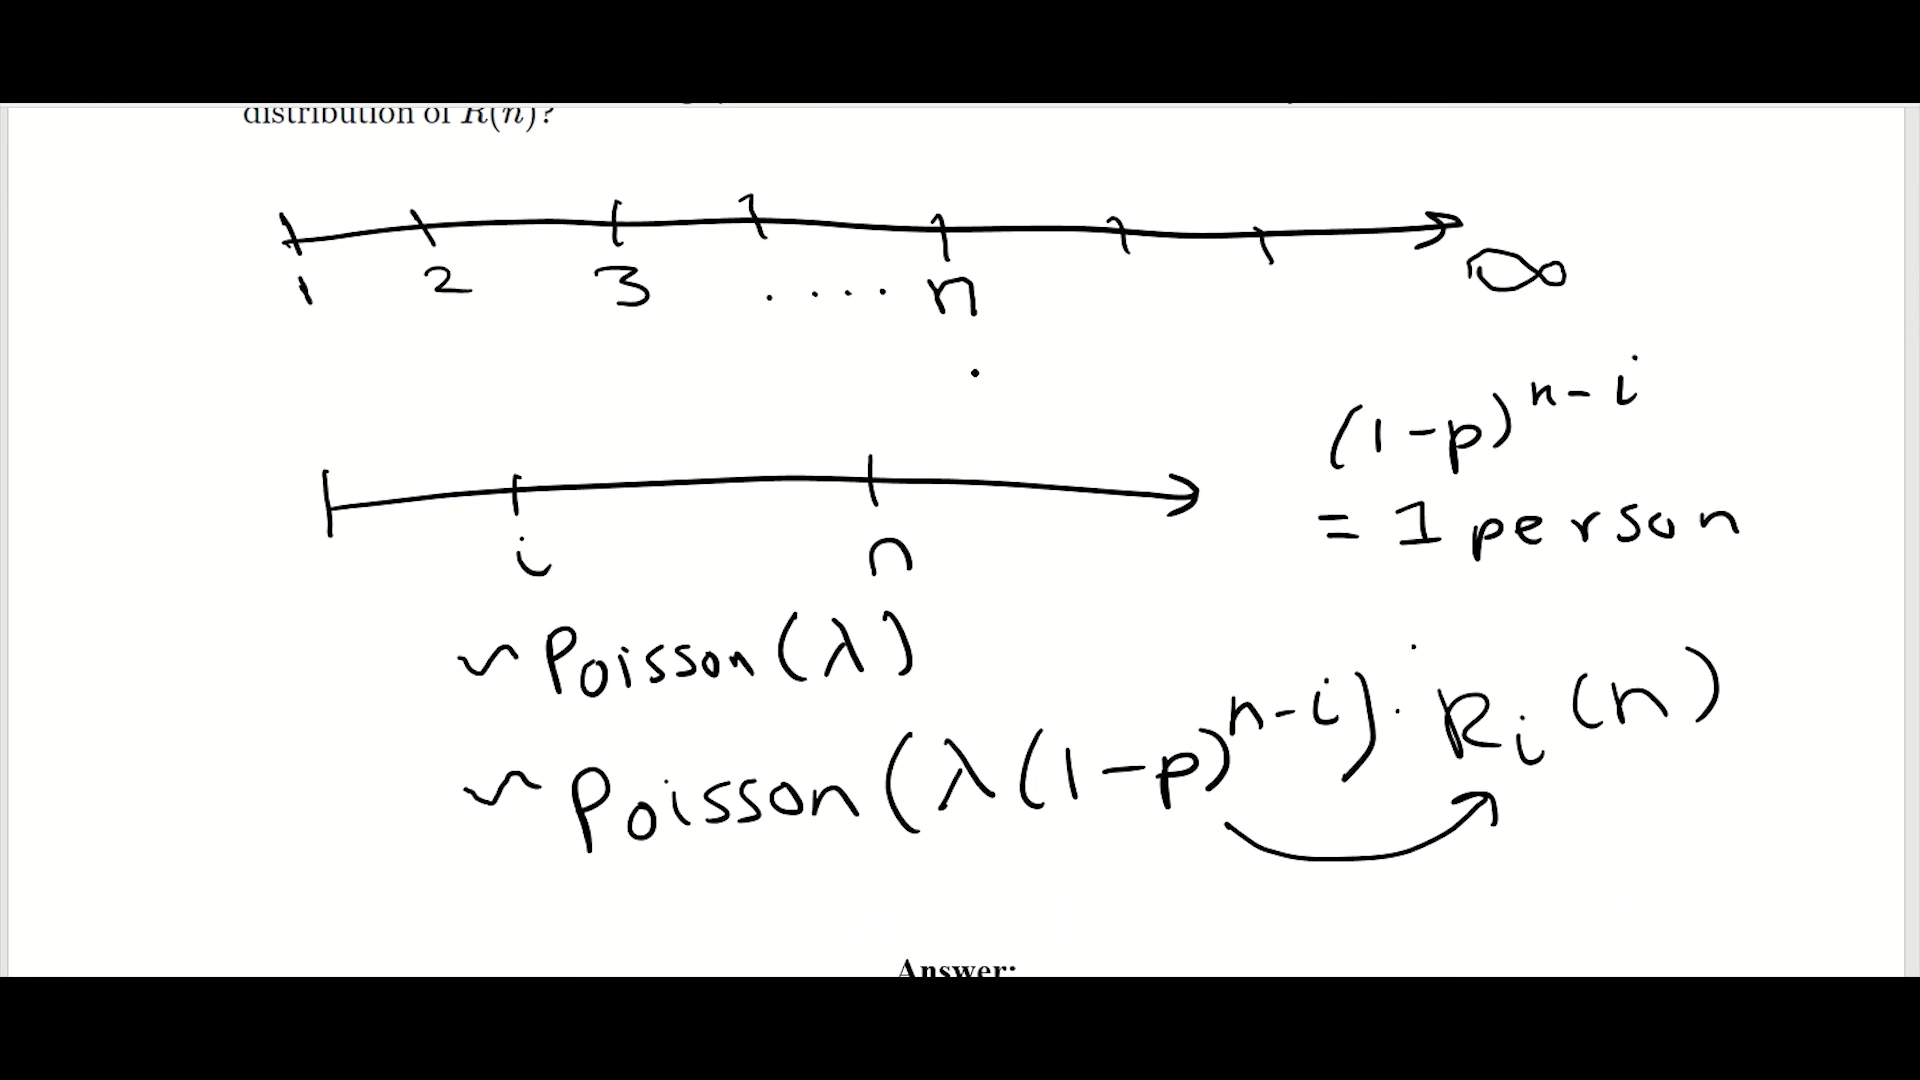 distribution of R(n)?
1 2 3 .... n ∞
(1-p)^{n-i}
= 1 person
i n
~ Poisson(λ)
~ Poisson(λ(1-p)^{n-i}) R_i(n)
Answer: